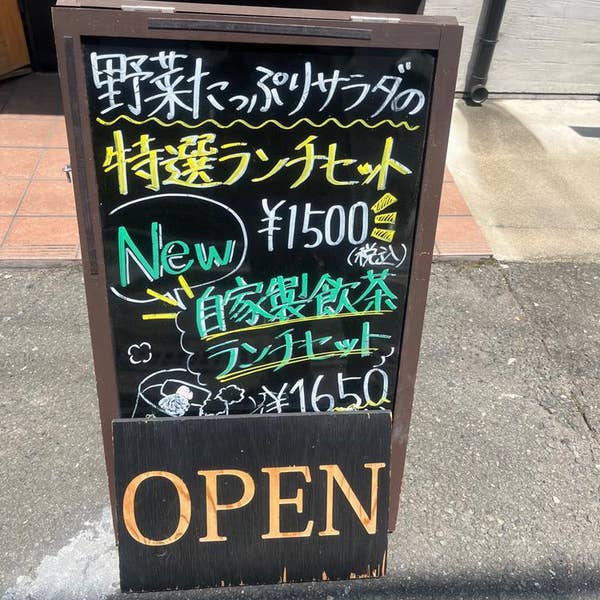 野菜たっぷりサラダの
特選ランチセット
¥1500
(税込)
New
自家製飲茶
ランチセット
¥1650
OPEN